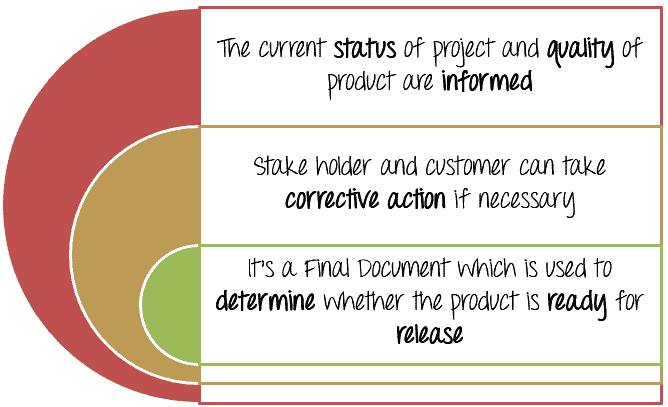 The current status of project and quality of
product are informed
Stake holder and customer can take
corrective action if necessary
It's a Final Document which is used to
determine whether the product is ready for
release